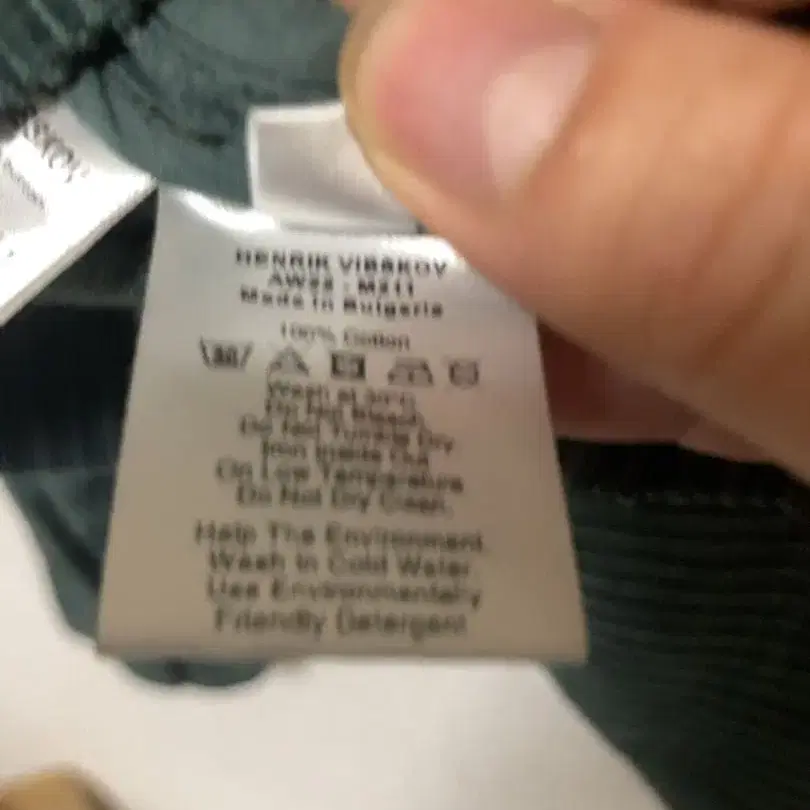 SKOV
HENRIK VIBSKOV
Made in Bulgaria
100% Cotton
Wash at 30°C
Do Not Bleach,
Do Not Tumble Dry
Iron Inside Out
On Low Temperature
Do Not Dry Clean.
Help The Environment
Wash In Cold Water
Use Environmentally
Friendly Detergent